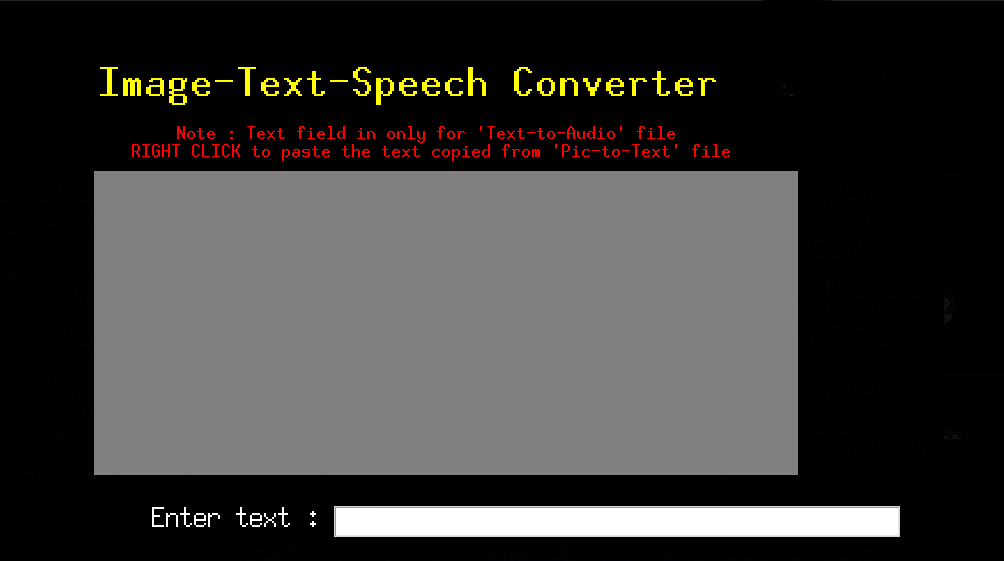 Image-Text-Speech Converter
Note : Text field in only for 'Text-to-Audio' file
RIGHT CLICK to paste the text copied from 'Pic-to-Text' file
Enter text :